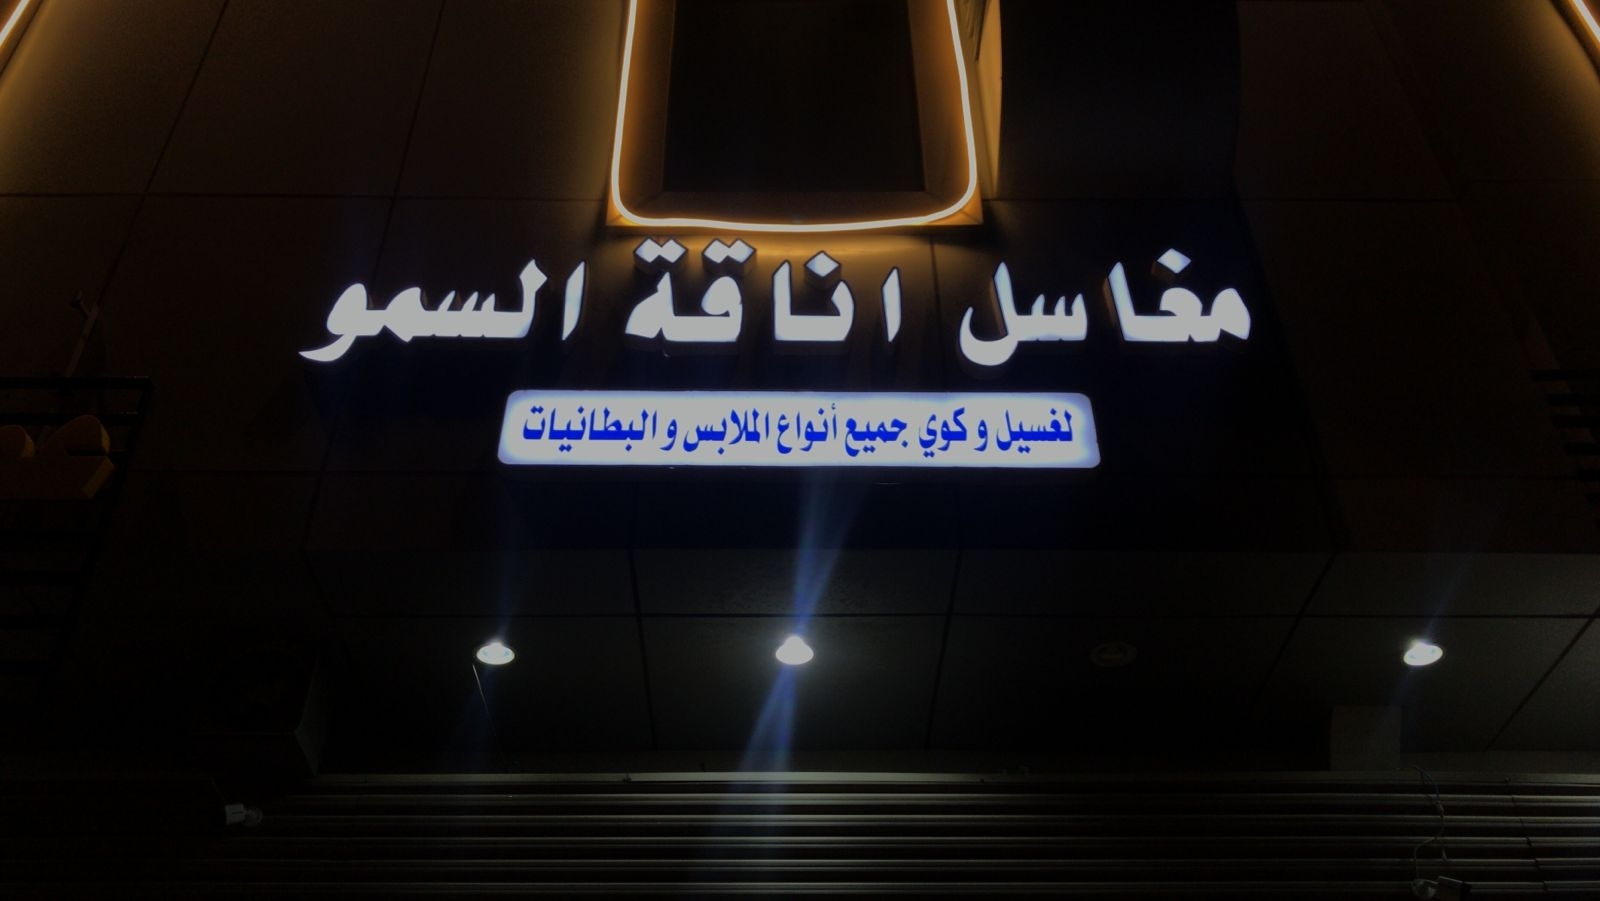 مغاسل اناقة السمو
لغسيل و كوي جميع أنواع الملابس و البطانيات